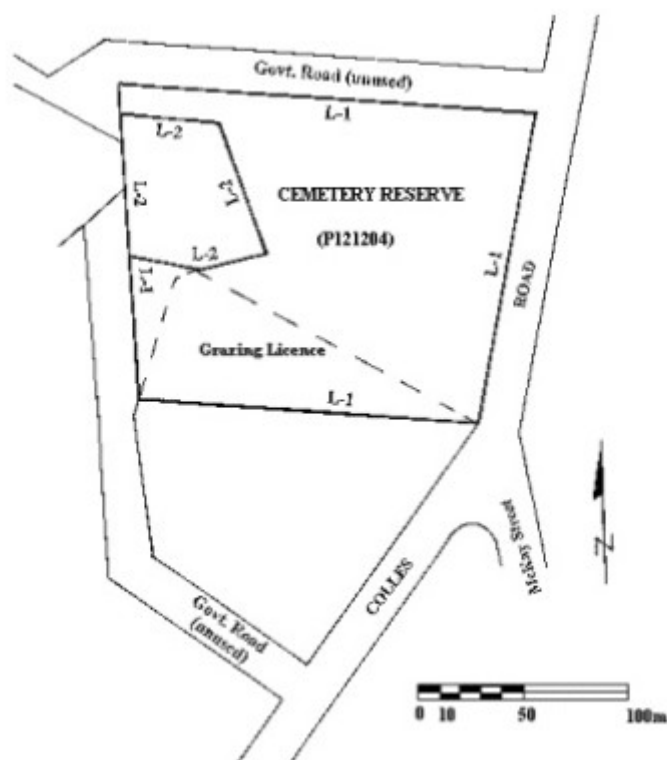 Govt. Road (unused)
L-1
L-2
L-2
L-2
CEMETERY RESERVE
(P121204)
L-2
L-1
L-1
ROAD
Grazing Licence
L-1
McKay Street
N
COLLES
Govt. Road
(unused)
0 10 50 100m